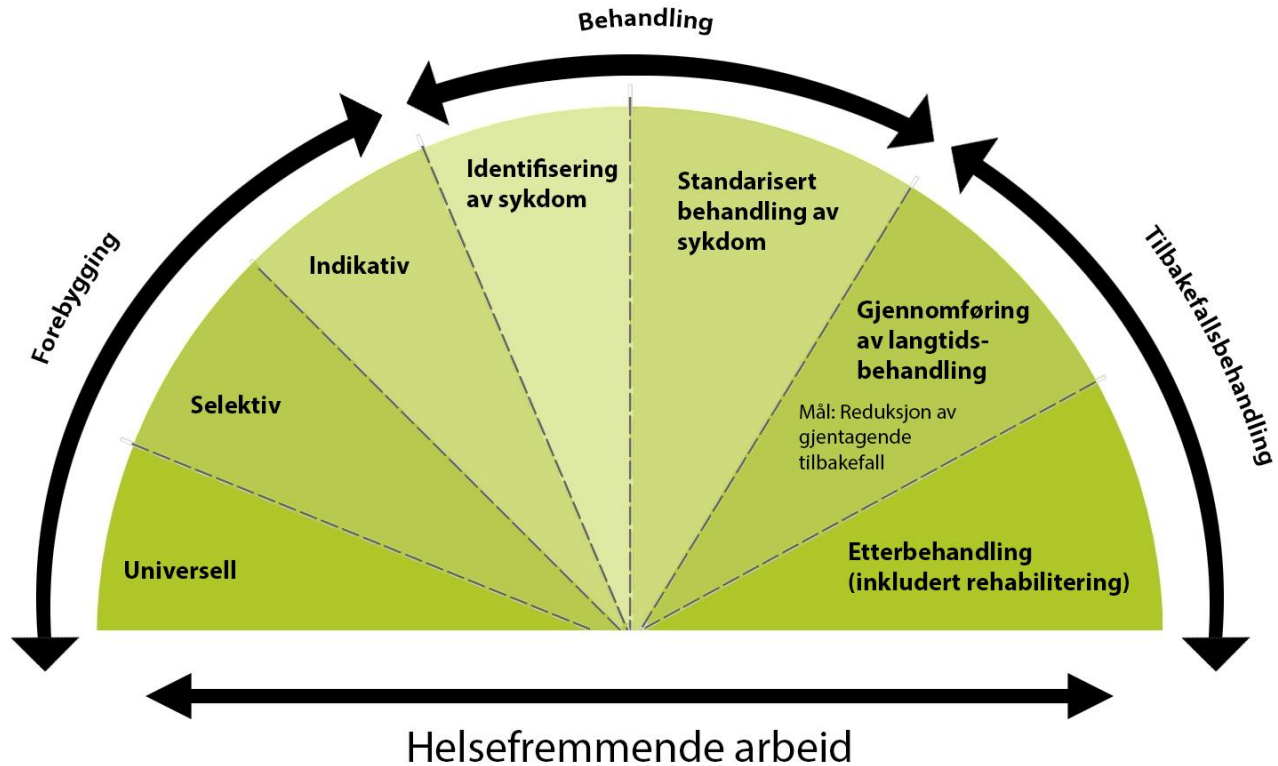 Behandling
Forebygging
Tilbakefallsbehandling
Identifisering
av sykdom
Standarisert
behandling av
sykdom
Indikativ
Gjennomføring
av langtids-
behandling
Mål: Reduksjon av
gjentagende
tilbakefall
Selektiv
Universell
Etterbehandling
(inkludert rehabilitering)
Helsefremmende arbeid